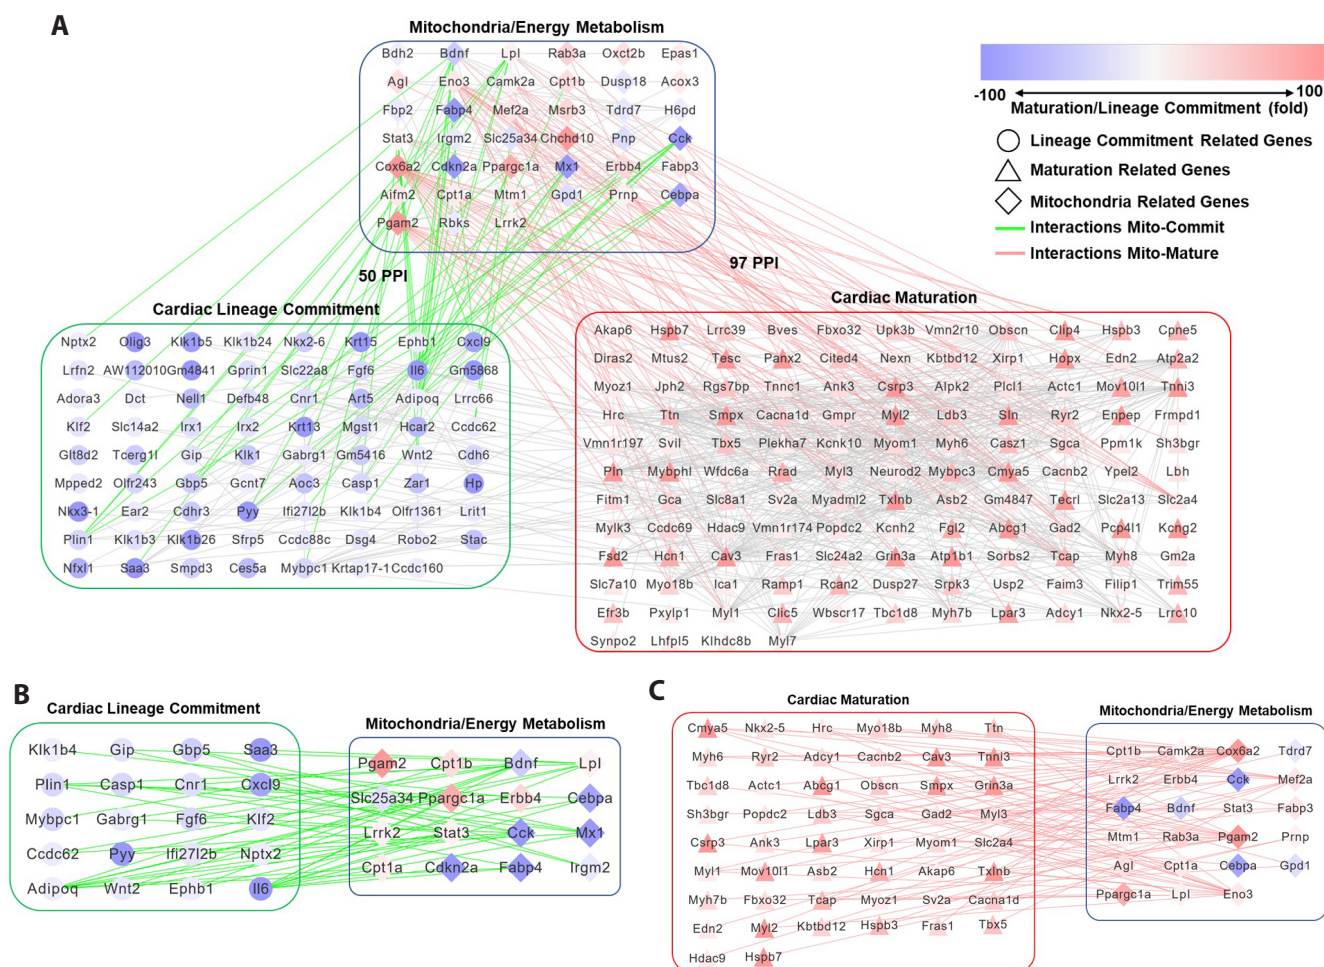 A
Mitochondria/Energy Metabolism
Bdh2 Bdnf Lpl Rab3a Oxct2b Epas1
Agl Eno3 Camk2a Cpt1b Dusp18 Acox3
Fbp2 Fabp4 Mef2a Msrb3 Tdrd7 H6pd
Stat3 Irgm2 Slc25a34 Chchd10 Pnp Cck
Cox6a2 Cdkn2a Ppargc1a Mx1 Erbb4 Fabp3
Aifm2 Cpt1a Mtm1 Gpd1 Prnp Cebpa
Pgam2 Rbks Lrrk2
-100 100
Maturation/Lineage Commitment (fold)
Lineage Commitment Related Genes
Maturation Related Genes
Mitochondria Related Genes
Interactions Mito-Commit
Interactions Mito-Mature
50 PPI
97 PPI
Cardiac Lineage Commitment
Nptx2 Olig3 Klk1b5 Klk1b24 Nkx2-6 Krt15 Ephb1 Cxcl9
Lrfn2 AW112010 Gm4841 Gprin1 Slc22a8 Fgf6 Il6 Gm5868
Adora3 Dct Nell1 Defb48 Cnr1 Art5 Adipoq Lrrc66
Klf2 Slc14a2 Irx1 Irx2 Krt13 Mgst1 Hcar2 Ccdc62
Glt8d2 Tcerg1l Gip Klk1 Gabrg1 Gm5416 Wnt2 Cdh6
Mpped2 Olfr243 Gbp5 Gcnt7 Aoc3 Casp1 Zar1 Hp
Nkx3-1 Ear2 Cdhr3 Pyy Ifi27l2b Klk1b4 Olfr1361 Lrit1
Plin1 Klk1b3 Klk1b26 Sfrp5 Ccdc88c Dsg4 Robo2 Stac
Nfxl1 Saa3 Smpd3 Ces5a Mybpc1 Krtap17-1 Ccdc160
Cardiac Maturation
Akap6 Hspb7 Lrrc39 Bves Fbxo32 Upk3b Vmn2r10 Obscn Clip4 Hspb3 Cpne5
Diras2 Mtus2 Tesc Panx2 Cited4 Nexn Kbtbd12 Xirp1 Hopx Edn2 Atp2a2
Myoz1 Jph2 Rgs7bp Tnnc1 Ank3 Csrp3 Alpk2 Plcl1 Actc1 Mov10l1 Tnni3
Hrc Ttn Smpx Cacna1d Gmpr Myl2 Ldb3 Sln Ryr2 Enpep Frmpd1
Vmn1r197 Svil Tbx5 Plekha7 Kcnk10 Myom1 Myh6 Casz1 Sgca Ppm1k Sh3bgr
Pln Mybphl Wfdc6a Rrad Myl3 Neurod2 Mybpc3 Cmya5 Cacnb2 Ypel2 Lbh
Fitm1 Gca Slc8a1 Sv2a Myadml2 Txlnb Asb2 Gm4847 Tecrl Slc2a13 Slc2a4
Mylk3 Ccdc69 Hdac9 Vmn1r174 Popdc2 Kcnh2 Fgl2 Abcg1 Gad2 Pcp4l1 Kcng2
Fsd2 Hcn1 Cav3 Fras1 Slc24a2 Grin3a Atp1b1 Sorbs2 Tcap Myh8 Gm2a
Slc7a10 Myo18b Ica1 Ramp1 Rcan2 Dusp27 Srpk3 Usp2 Faim3 Filip1 Trim55
Efr3b Pxylp1 Myl1 Clic5 Wbscr17 Tbc1d8 Myh7b Lpar3 Adcy1 Nkx2-5 Lrrc10
Synpo2 Lhfpl5 Klhdc8b Myl7
B
Cardiac Lineage Commitment
Klk1b4 Gip Gbp5 Saa3
Plin1 Casp1 Cnr1 Cxcl9
Mybpc1 Gabrg1 Fgf6 Klf2
Ccdc62 Pyy Ifi27l2b Nptx2
Adipoq Wnt2 Ephb1 Il6
Mitochondria/Energy Metabolism
Pgam2 Cpt1b Bdnf Lpl
Slc25a34 Ppargc1a Erbb4 Cebpa
Lrrk2 Stat3 Cck Mx1
Cpt1a Cdkn2a Fabp4 Irgm2
C
Cardiac Maturation
Cmya5 Nkx2-5 Hrc Myo18b Myh8 Ttn
Myh6 Ryr2 Adcy1 Cacnb2 Cav3 Tnni3
Tbc1d8 Actc1 Abcg1 Obscn Smpx Grin3a
Sh3bgr Popdc2 Ldb3 Sgca Gad2 Myl3
Csrp3 Ank3 Lpar3 Xirp1 Myom1 Slc2a4
Myl1 Mov10l1 Asb2 Hcn1 Akap6 Txlnb
Myh7b Fbxo32 Tcap Myoz1 Sv2a Cacna1d
Edn2 Myl2 Kbtbd12 Hspb3 Fras1 Tbx5
Hdac9 Hspb7
Mitochondria/Energy Metabolism
Cpt1b Camk2a Cox6a2 Tdrd7
Lrrk2 Erbb4 Cck Mef2a
Fabp4 Bdnf Stat3 Fabp3
Mtm1 Rab3a Pgam2 Prnp
Agl Cpt1a Cebpa Gpd1
Ppargc1a Lpl Eno3